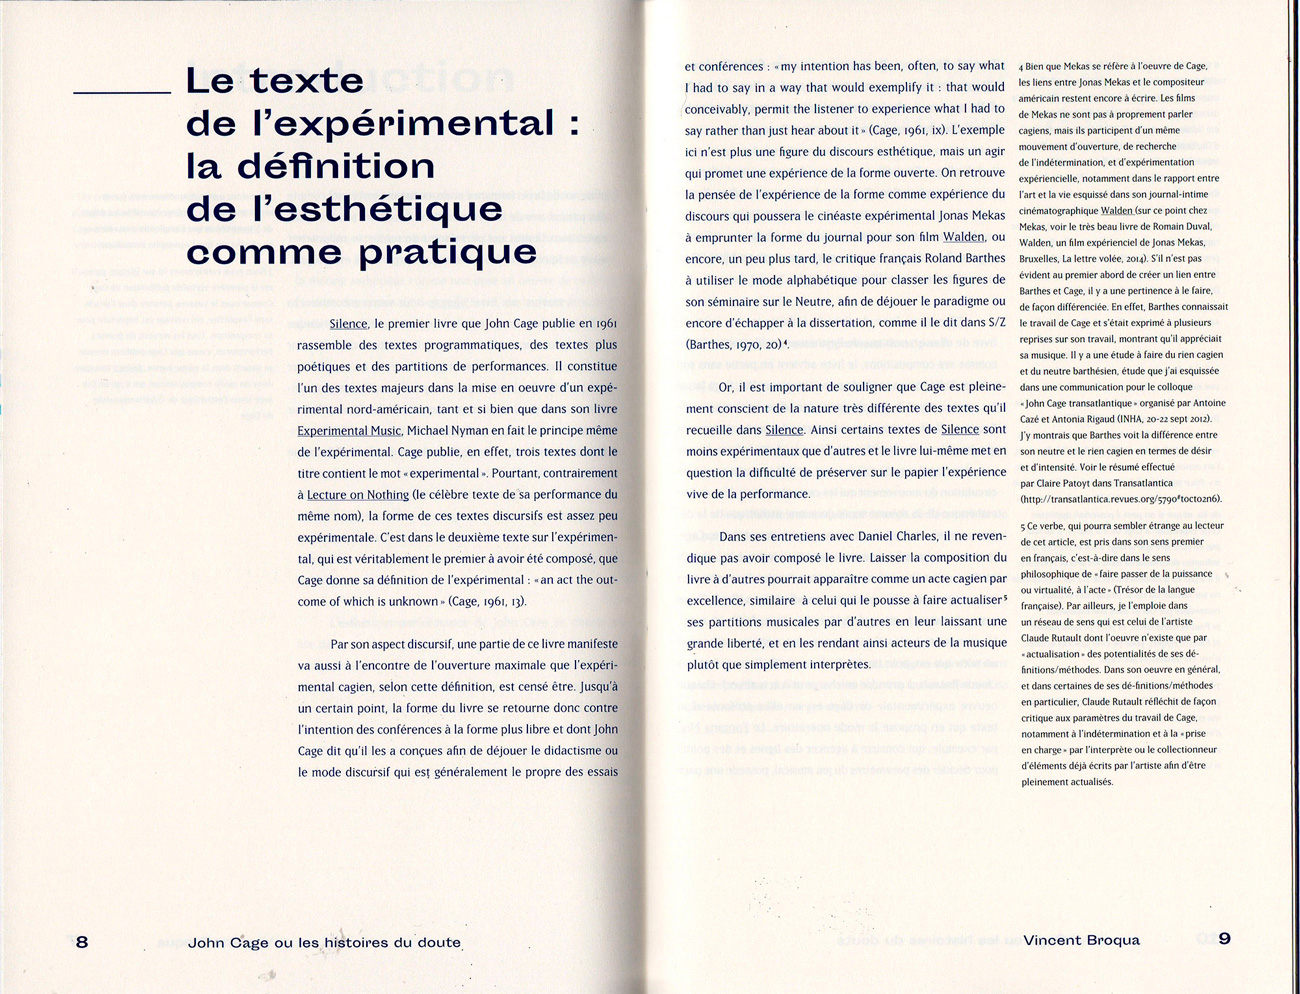 Le texte
de l'expérimental :
la définition
de l'esthétique
comme pratique
Silence, le premier livre que John Cage publie en 1961
rassemble des textes programmatiques, des textes plus
poétiques et des partitions de performances. Il constitue
l'un des textes majeurs dans la mise en oeuvre d'un expé-
rimental nord-américain, tant et si bien que dans son livre
Experimental Music, Michael Nyman en fait le principe même
de l'expérimental. Cage publie, en effet, trois textes dont le
titre contient le mot « experimental ». Pourtant, contrairement
à Lecture on Nothing (le célèbre texte de sa performance du
même nom), la forme de ces textes discursifs est assez peu
expérimentale. C'est dans le deuxième texte sur l'expérimen-
tal, qui est véritablement le premier à avoir été composé, que
Cage donne sa définition de l'expérimental : « an act the out-
come of which is unknown » (Cage, 1961, 13).
Par son aspect discursif, une partie de ce livre manifeste
va aussi à l'encontre de l'ouverture maximale que l'expéri-
mental cagien, selon cette définition, est censé être. Jusqu'à
un certain point, la forme du livre se retourne donc contre
l'intention des conférences à la forme plus libre et dont John
Cage dit qu'il les a conçues afin de déjouer le didactisme ou
le mode discursif qui est généralement le propre des essais
8
John Cage ou les histoires du doute
et conférences : « my intention has been, often, to say what
I had to say in a way that would exemplify it : that would
conceivably, permit the listener to experience what I had to
say rather than just hear about it » (Cage, 1961, ix). L'exemple
ici n'est plus une figure du discours esthétique, mais un agir
qui promet une expérience de la forme ouverte. On retrouve
la pensée de l'expérience de la forme comme expérience du
discours qui poussera le cinéaste expérimental Jonas Mekas
à emprunter la forme du journal pour son film Walden, ou
encore, un peu plus tard, le critique français Roland Barthes
à utiliser le mode alphabétique pour classer les figures de
son séminaire sur le Neutre, afin de déjouer le paradigme ou
encore d'échapper à la dissertation, comme il le dit dans S/Z
(Barthes, 1970, 20)⁴.
Or, il est important de souligner que Cage est pleine-
ment conscient de la nature très différente des textes qu'il
recueille dans Silence. Ainsi certains textes de Silence sont
moins expérimentaux que d'autres et le livre lui-même met en
question la difficulté de préserver sur le papier l'expérience
vive de la performance.
Dans ses entretiens avec Daniel Charles, il ne reven-
dique pas avoir composé le livre. Laisser la composition du
livre à d'autres pourrait apparaître comme un acte cagien par
excellence, similaire à celui qui le pousse à faire actualiser⁵
ses partitions musicales par d'autres en leur laissant une
grande liberté, et en les rendant ainsi acteurs de la musique
plutôt que simplement interprètes.
4 Bien que Mekas se réfère à l'oeuvre de Cage,
les liens entre Jonas Mekas et le compositeur
américain restent encore à écrire. Les films
de Mekas ne sont pas à proprement parler
cagiens, mais ils participent d'un même
mouvement d'ouverture, de recherche
de l'indétermination, et d'expérimentation
expériencielle, notamment dans le rapport entre
l'art et la vie esquissé dans son journal-intime
cinématographique Walden (sur ce point chez
Mekas, voir le très beau livre de Romain Duval,
Walden, un film expérienciel de Jonas Mekas,
Bruxelles, La lettre volée, 2014). S'il n'est pas
évident au premier abord de créer un lien entre
Barthes et Cage, il y a une pertinence à le faire,
de façon différenciée. En effet, Barthes connaissait
le travail de Cage et s'était exprimé à plusieurs
reprises sur son travail, montrant qu'il appréciait
sa musique. Il y a une étude à faire du rien cagien
et du neutre barthésien, étude que j'ai esquissée
dans une communication pour le colloque
« John Cage transatlantique » organisé par Antoine
Cazé et Antonia Rigaud (INHA, 20-22 sept 2012).
J'y montrais que Barthes voit la différence entre
son neutre et le rien cagien en termes de désir
et d'intensité. Voir le résumé effectué
par Claire Patoyt dans Transatlantica
(http://transatlantica.revues.org/5790#tocto2n6).
5 Ce verbe, qui pourra sembler étrange au lecteur
de cet article, est pris dans son sens premier
en français, c'est-à-dire dans le sens
philosophique de « faire passer de la puissance
ou virtualité, à l'acte » (Trésor de la langue
française). Par ailleurs, je l'emploie dans
un réseau de sens qui est celui de l'artiste
Claude Rutault dont l'oeuvre n'existe que par
« actualisation » des potentialités de ses dé-
finitions/méthodes. Dans son oeuvre en général,
et dans certaines de ses dé-finitions/méthodes
en particulier, Claude Rutault réfléchit de façon
critique aux paramètres du travail de Cage,
notamment à l'indétermination et à la « prise
en charge » par l'interprète ou le collectionneur
d'éléments déjà écrits par l'artiste afin d'être
pleinement actualisés.
Vincent Broqua
9